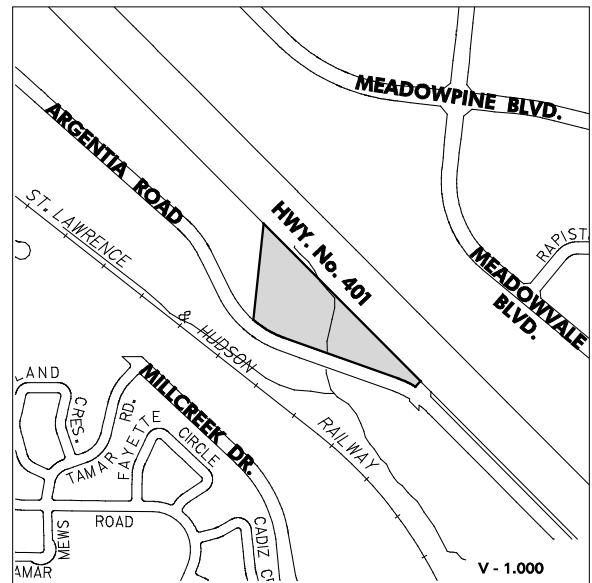 MEADOWPINE BLVD.
ARGENTIA ROAD
ST. LAWRENCE
& HUDSON
RAILWAY
HWY. No. 401
RAPIST
MEADOWVALE
BLVD.
MILLCREEK DR.
LAND
CRES.
TAMAR
RD.
FAYETTE
CIRCLE
ROAD
MEWS
AMAR
CADIZ
V - 1.000